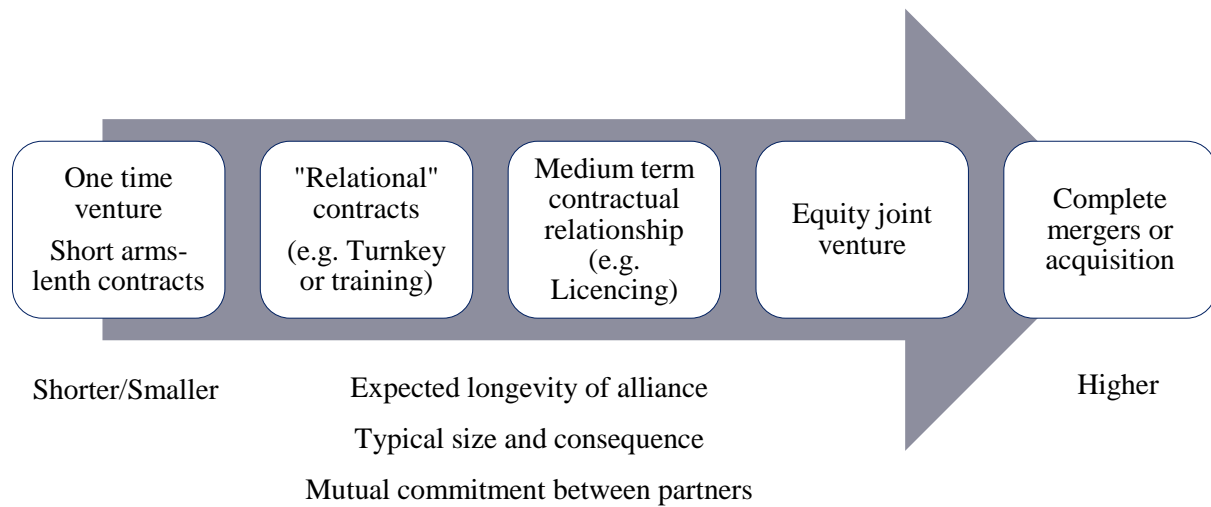 One time
venture
Short arms-
lenth contracts
"Relational"
contracts
(e.g. Turnkey
or training)
Medium term
contractual
relationship
(e.g.
Licencing)
Equity joint
venture
Complete
mergers or
acquisition
Shorter/Smaller
Expected longevity of alliance
Typical size and consequence
Mutual commitment between partners
Higher